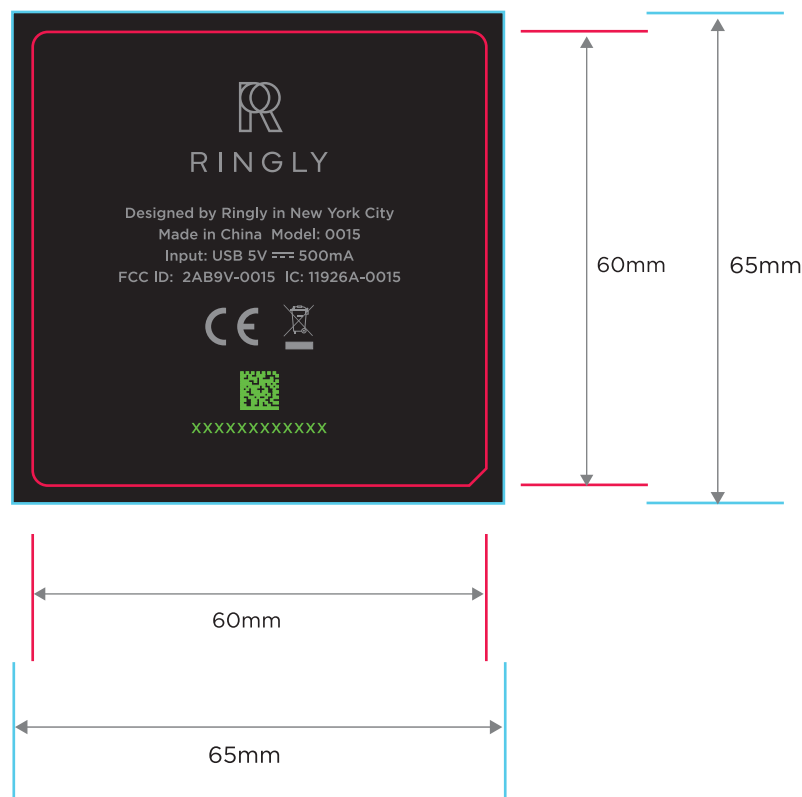 RINGLY
Designed by Ringly in New York City
Made in China Model: 0015
Input: USB 5V ⎓ 500mA
FCC ID: 2AB9V-0015 IC: 11926A-0015
CE
xxxxxxxxxxxx
60mm
65mm
60mm
65mm